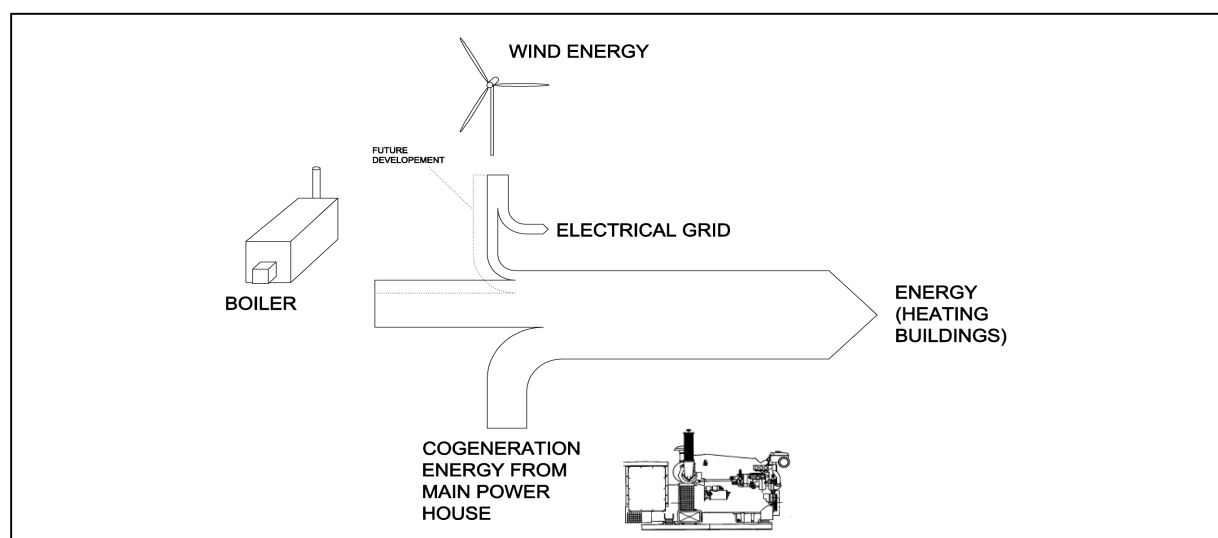 WIND ENERGY
FUTURE
DEVELOPEMENT
ELECTRICAL GRID
BOILER
ENERGY
(HEATING
BUILDINGS)
COGENERATION
ENERGY FROM
MAIN POWER
HOUSE